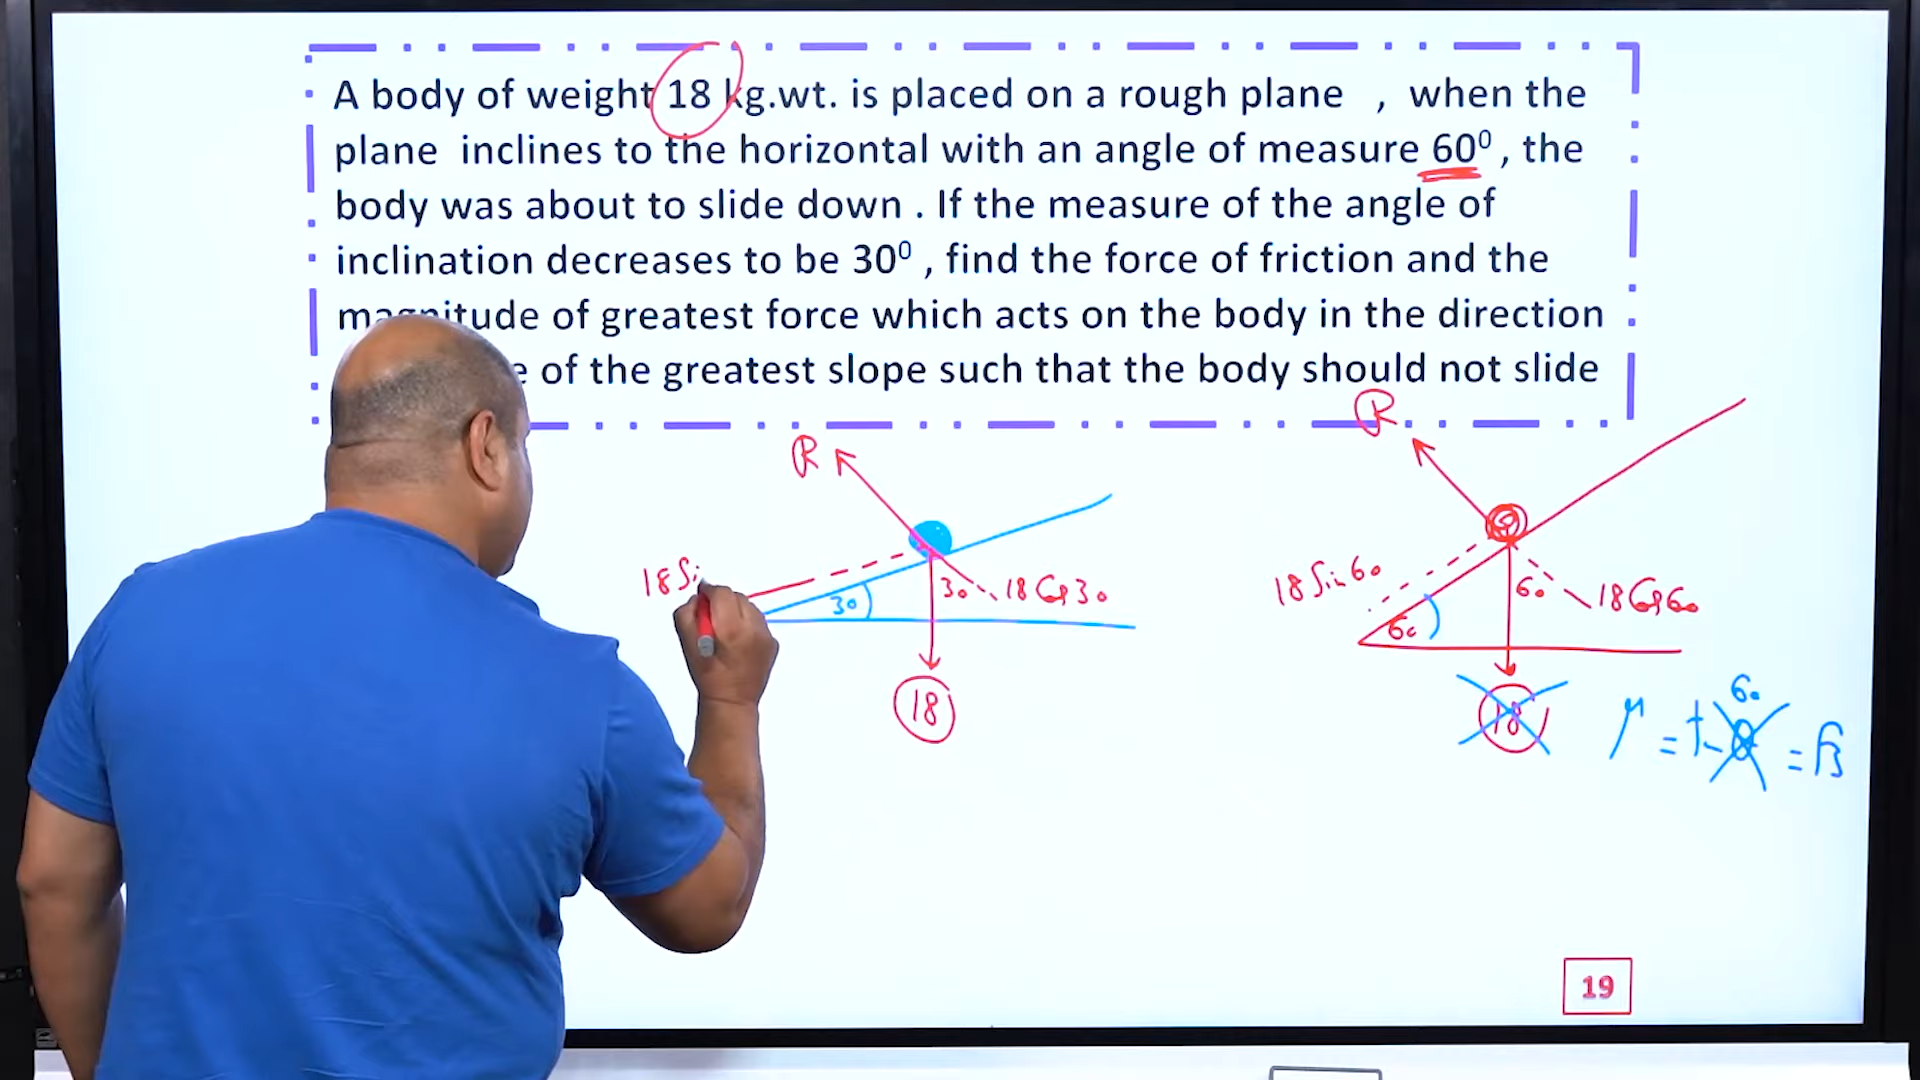 A body of weight 18 kg.wt. is placed on a rough plane , when the
plane inclines to the horizontal with an angle of measure 60⁰ , the
body was about to slide down . If the measure of the angle of
inclination decreases to be 30⁰ , find the force of friction and the
magnitude of greatest force which acts on the body in the direction
of the greatest slope such that the body should not slide
R
R
18 Si
30
30
18 Cos 30
18
18 Sin 60
60
60
18 Cos 60
18
60
μ = tan = √3
19